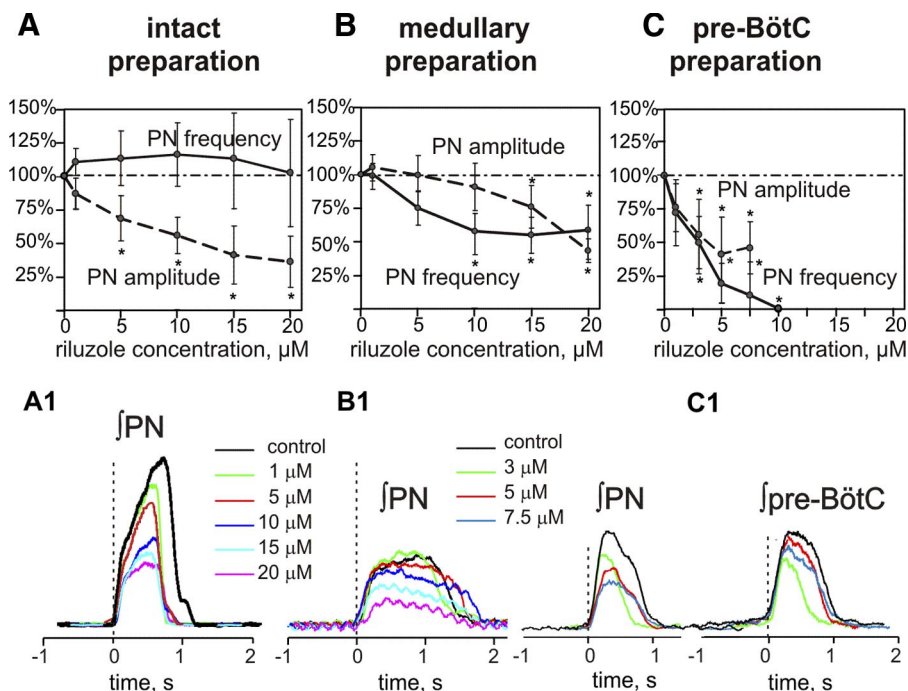 A
intact
preparation
150%
125%
100%
75%
50%
25%
PN frequency
PN amplitude
*
*
*
*
0
5
10
15
20
riluzole concentration, µM
B
medullary
preparation
150%
125%
100%
75%
50%
25%
PN amplitude
PN frequency
*
*
*
*
*
0
5
10
15
20
riluzole concentration, µM
C
pre-BötC
preparation
150%
125%
100%
75%
50%
25%
PN amplitude
PN frequency
*
*
*
*
*
*
*
0
5
10
15
20
riluzole concentration, µM
A1
∫PN
control
1 µM
5 µM
10 µM
15 µM
20 µM
-1
0
1
2
time, s
B1
∫PN
-1
0
1
2
time, s
control
3 µM
5 µM
7.5 µM
∫PN
-1
0
1
time, s
C1
∫pre-BötC
-1
0
1
2
time, s